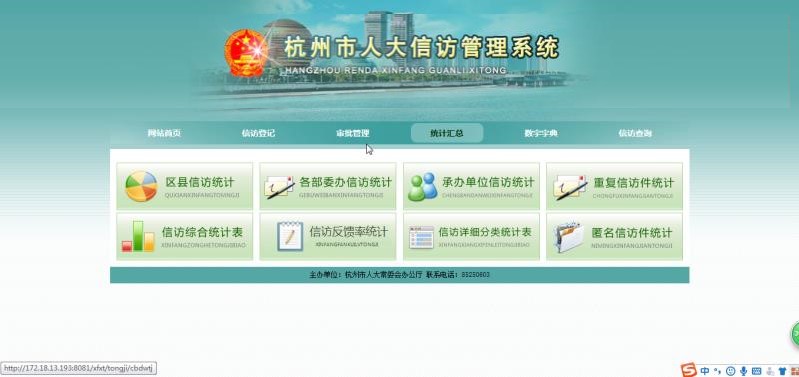 杭州市人大信访管理系统
HANGZHOU RENDA XINFANG GUANLI XITONG
网站首页 信访登记 审批管理 统计汇总 数字字典 信访查询
区县信访统计 各部委办信访统计 承办单位信访统计 重复信访件统计
QUXIANXINFANGTONGJI GEBUWEIBANXINFANGTONGJI CHENGBANDANWEIXINFANGTONGJI CHONGFUXINFANGJIANTONGJI
信访综合统计表 信访反馈率统计 信访详细分类统计表 匿名信访件统计
XINFANGZONGHETONGJIBIAO XINFANGFANKUILVTONGJI XINFANGXIANGXIFENLEITONGJIBIAO NIMINGXINFANGJIANTONGJI
主办单位：杭州市人大常委会办公厅 联系电话：85250603
http://172.18.13.193:8081/xfxt/tongji/cbdwtj
中